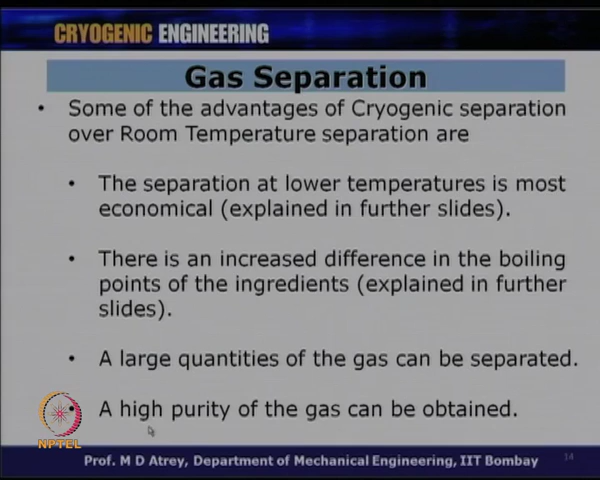 CRYOGENIC ENGINEERING
Gas Separation
• Some of the advantages of Cryogenic separation
over Room Temperature separation are
• The separation at lower temperatures is most
economical (explained in further slides).
• There is an increased difference in the boiling
points of the ingredients (explained in further
slides).
• A large quantities of the gas can be separated.
• A high purity of the gas can be obtained.
NPTEL
Prof. M D Atrey, Department of Mechanical Engineering, IIT Bombay
14